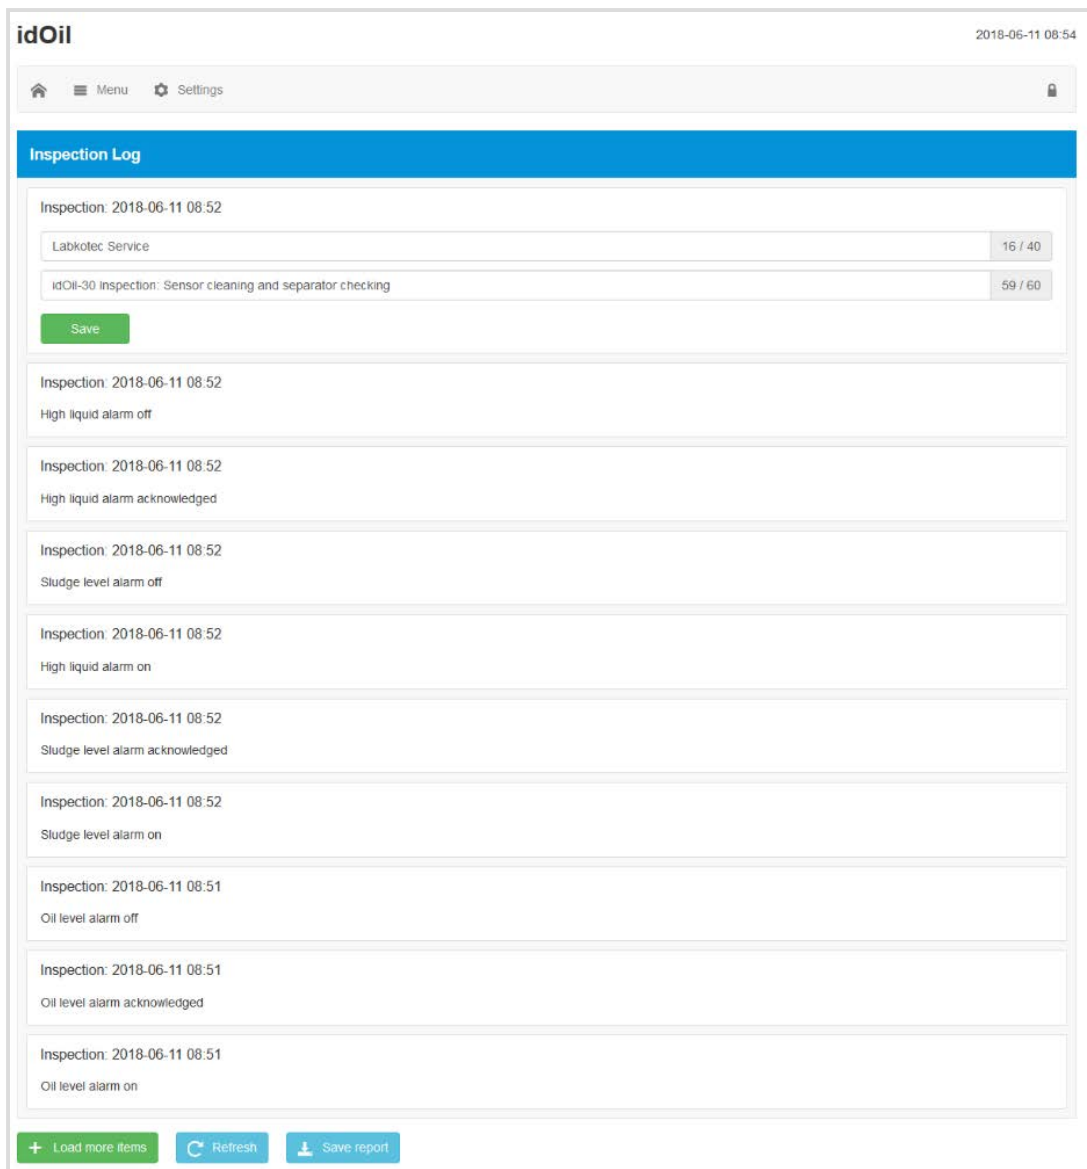 idOil
2018-06-11 08:54
Menu Settings
Inspection Log
Inspection: 2018-06-11 08:52
Labkotec Service 16 / 40
idOil-30 Inspection: Sensor cleaning and separator checking 59 / 60
Save
Inspection: 2018-06-11 08:52
High liquid alarm off
Inspection: 2018-06-11 08:52
High liquid alarm acknowledged
Inspection: 2018-06-11 08:52
Sludge level alarm off
Inspection: 2018-06-11 08:52
High liquid alarm on
Inspection: 2018-06-11 08:52
Sludge level alarm acknowledged
Inspection: 2018-06-11 08:52
Sludge level alarm on
Inspection: 2018-06-11 08:51
Oil level alarm off
Inspection: 2018-06-11 08:51
Oil level alarm acknowledged
Inspection: 2018-06-11 08:51
Oil level alarm on
Load more items Refresh Save report